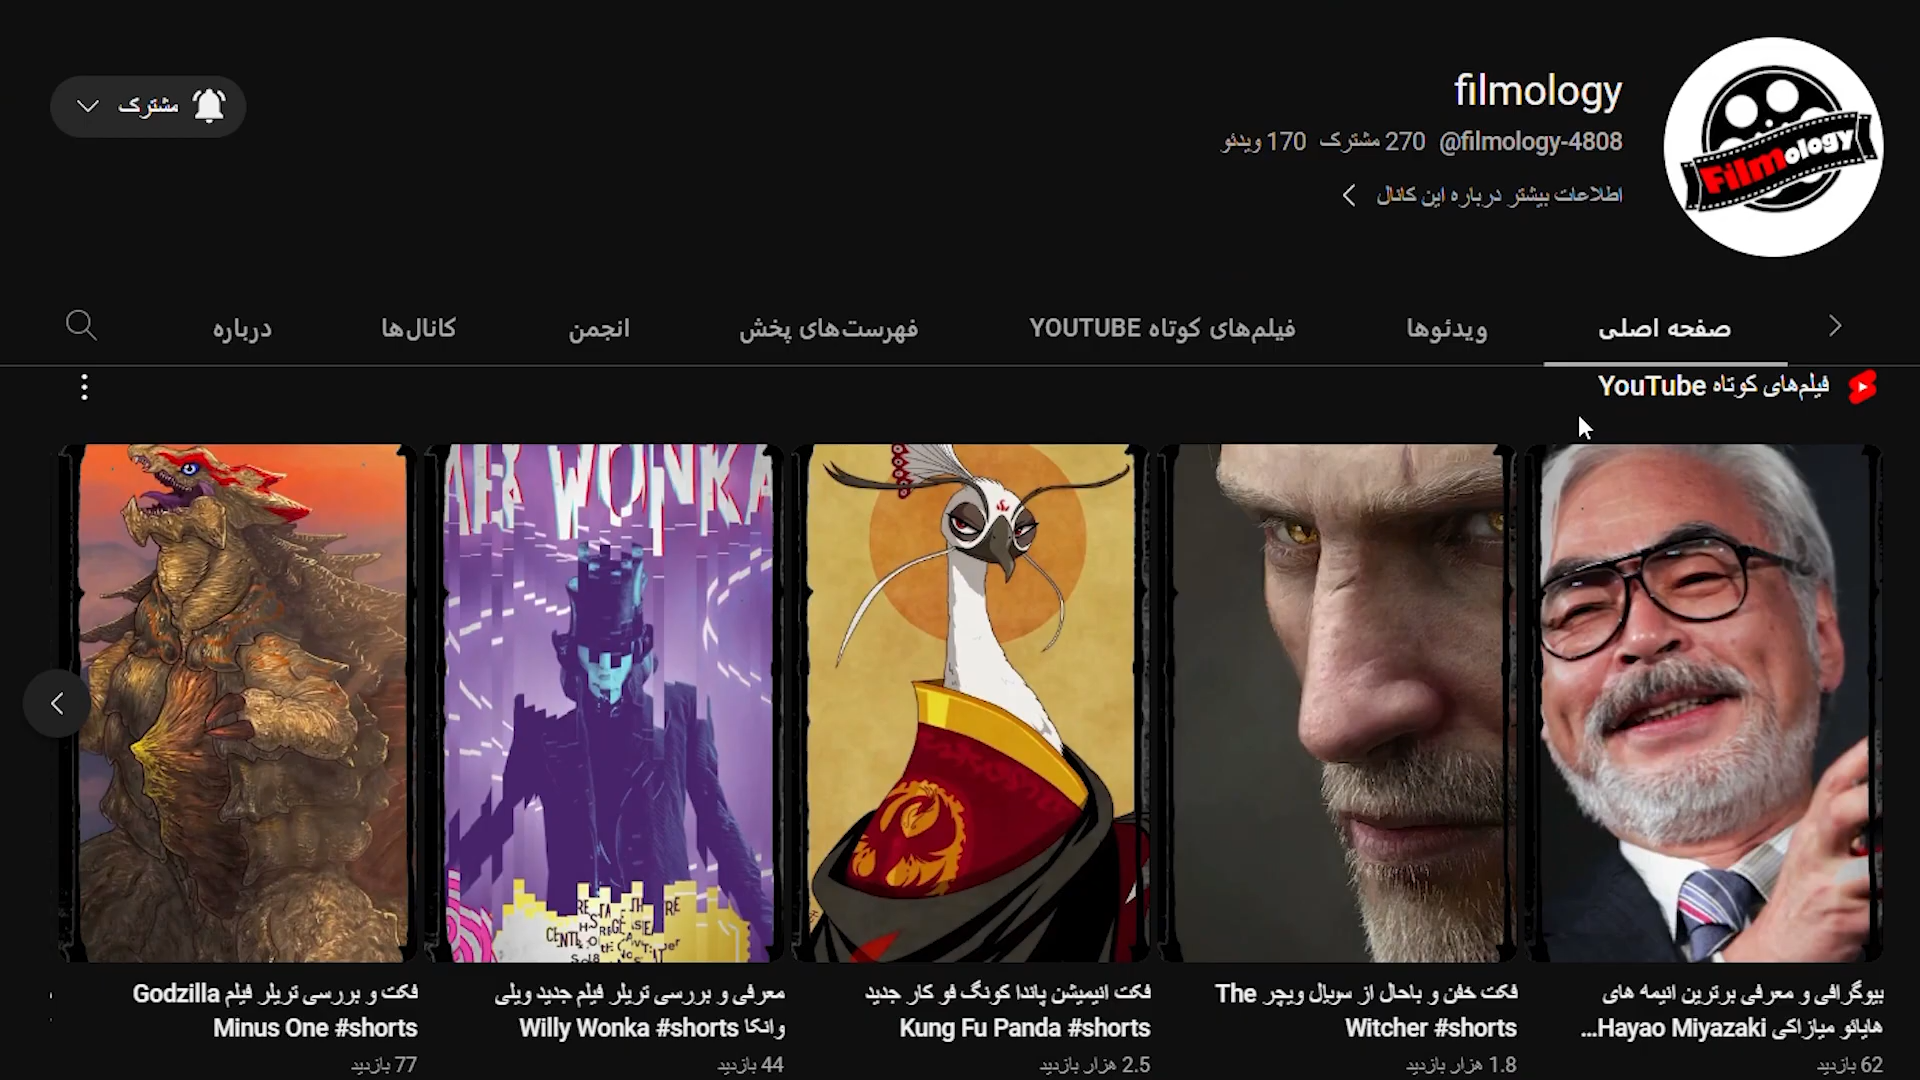 filmology
@filmology-4808 270 مشترک 170 ویدئو
اطلاعات بیشتر درباره این کانال
Filmology
مشترک
صفحه اصلی
ویدئوها
فیلم‌های کوتاه YOUTUBE
فهرست‌های پخش
انجمن
کانال‌ها
درباره
فیلم‌های کوتاه YouTube
WONKA
بیوگرافی و معرفی برترین انیمه های
هایائو میازاکی Hayao Miyazaki...
62 بازدید
فکت خفن و باحال از سوپال ویچر The
Witcher #shorts
1.8 هزار بازدید
فکت انیمیشن پاندا کونگ فو کار جدید
Kung Fu Panda #shorts
2.5 هزار بازدید
معرفی و بررسی تریلر فیلم جدید ویلی
وانکا Willy Wonka #shorts
44 بازدید
فکت و بررسی تریلر فیلم Godzilla
Minus One #shorts
77 بازدید